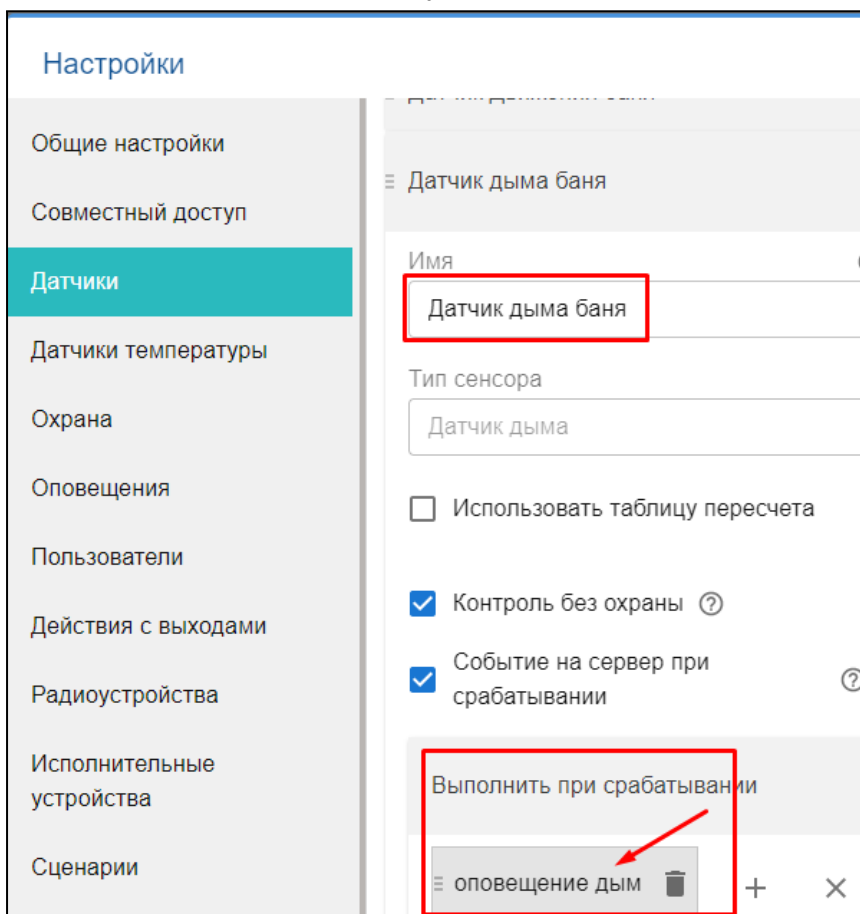 Настройки
Общие настройки
Совместный доступ
Датчики
Датчики температуры
Охрана
Оповещения
Пользователи
Действия с выходами
Радиоустройства
Исполнительные
устройства
Сценарии
Датчик дыма баня
Имя
Датчик дыма баня
Тип сенсора
Датчик дыма
Использовать таблицу пересчета
Контроль без охраны
Событие на сервер при
срабатывании
Выполнить при срабатывании
оповещение дым